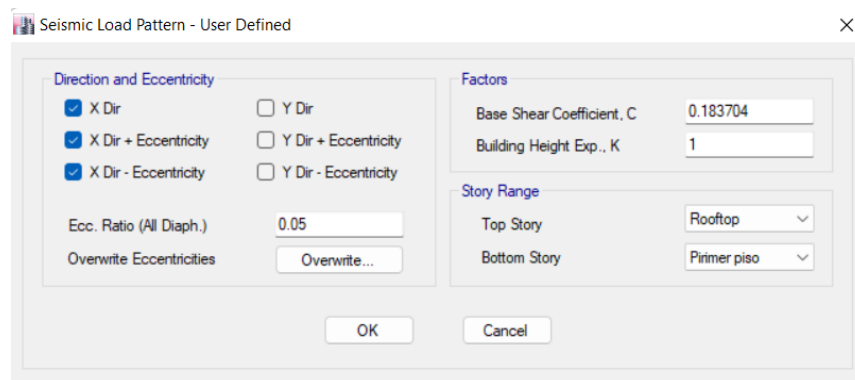 Seismic Load Pattern - User Defined
Direction and Eccentricity
X Dir
Y Dir
X Dir + Eccentricity
Y Dir + Eccentricity
X Dir - Eccentricity
Y Dir - Eccentricity
Ecc. Ratio (All Diaph.)
0.05
Overwrite Eccentricities
Overwrite...
Factors
Base Shear Coefficient, C
0.183704
Building Height Exp., K
1
Story Range
Top Story
Rooftop
Bottom Story
Pirimer piso
OK
Cancel